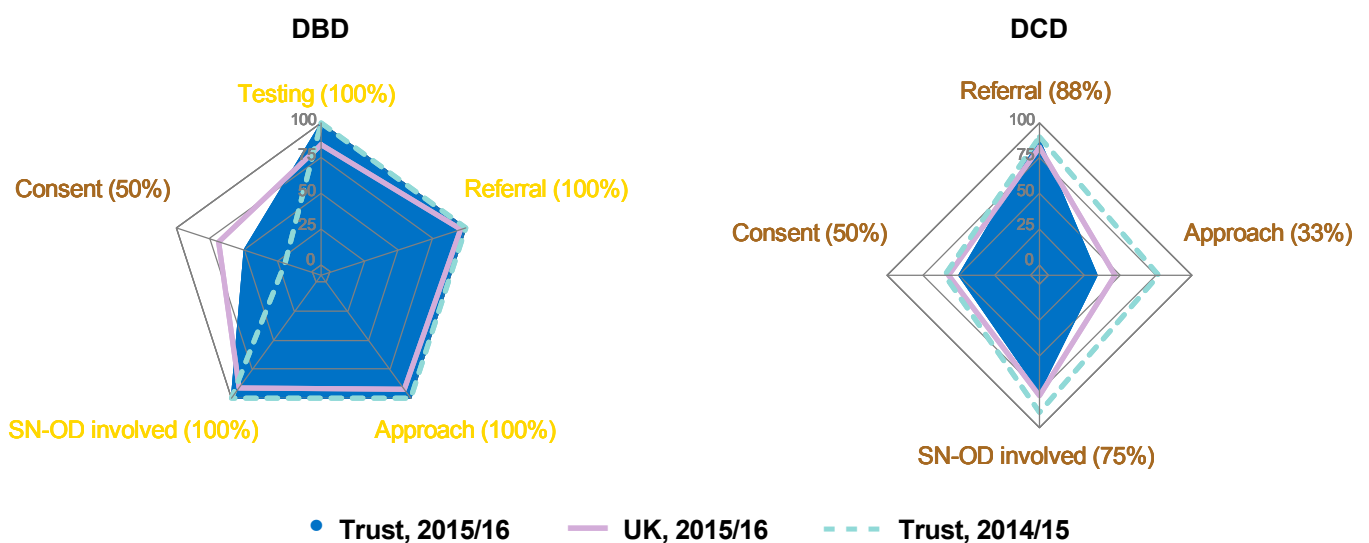 DBD
Testing (100%)
100
75
50
25
0
Consent (50%)
Referral (100%)
SN-OD involved (100%)
Approach (100%)
DCD
Referral (88%)
100
75
50
25
0
Consent (50%)
Approach (33%)
SN-OD involved (75%)
Trust, 2015/16
UK, 2015/16
Trust, 2014/15